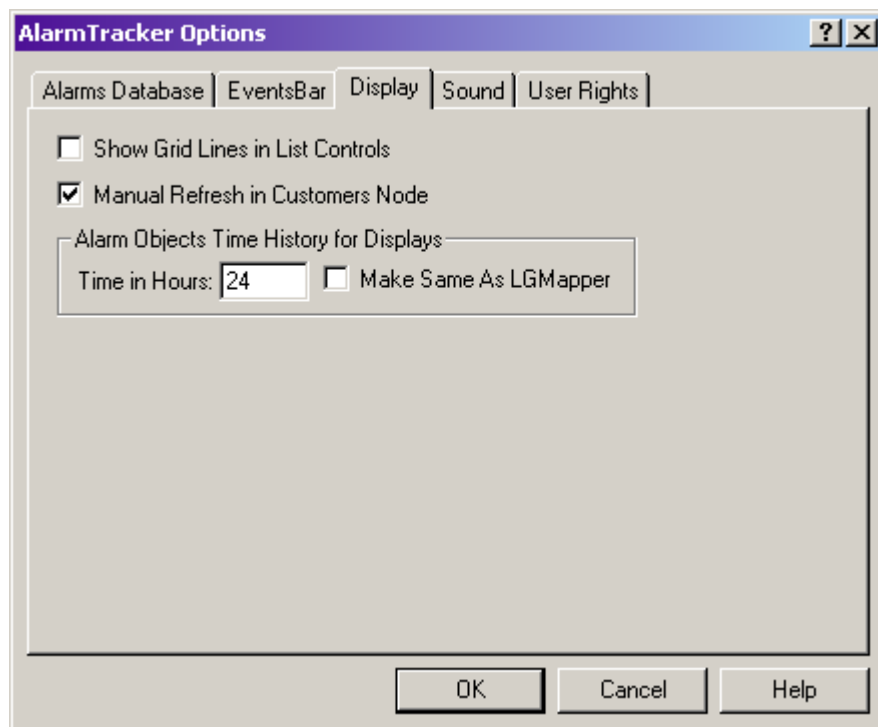 AlarmTracker Options
Alarms Database EventsBar Display Sound User Rights
Show Grid Lines in List Controls
Manual Refresh in Customers Node
Alarm Objects Time History for Displays
Time in Hours: 24 Make Same As LGMapper
OK Cancel Help